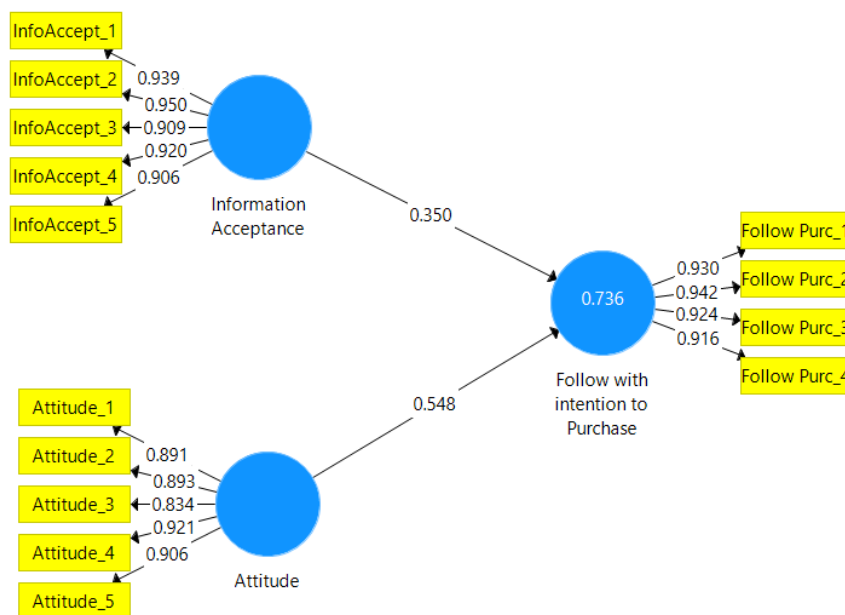 InfoAccept_1
InfoAccept_2
InfoAccept_3
InfoAccept_4
InfoAccept_5
0.939
0.950
0.909
0.920
0.906
Information
Acceptance
0.350
Follow Purc_1
Follow Purc_2
Follow Purc_3
Follow Purc_4
0.930
0.942
0.924
0.916
0.736
Follow with
intention to
Purchase
0.548
Attitude_1
Attitude_2
Attitude_3
Attitude_4
Attitude_5
0.891
0.893
0.834
0.921
0.906
Attitude